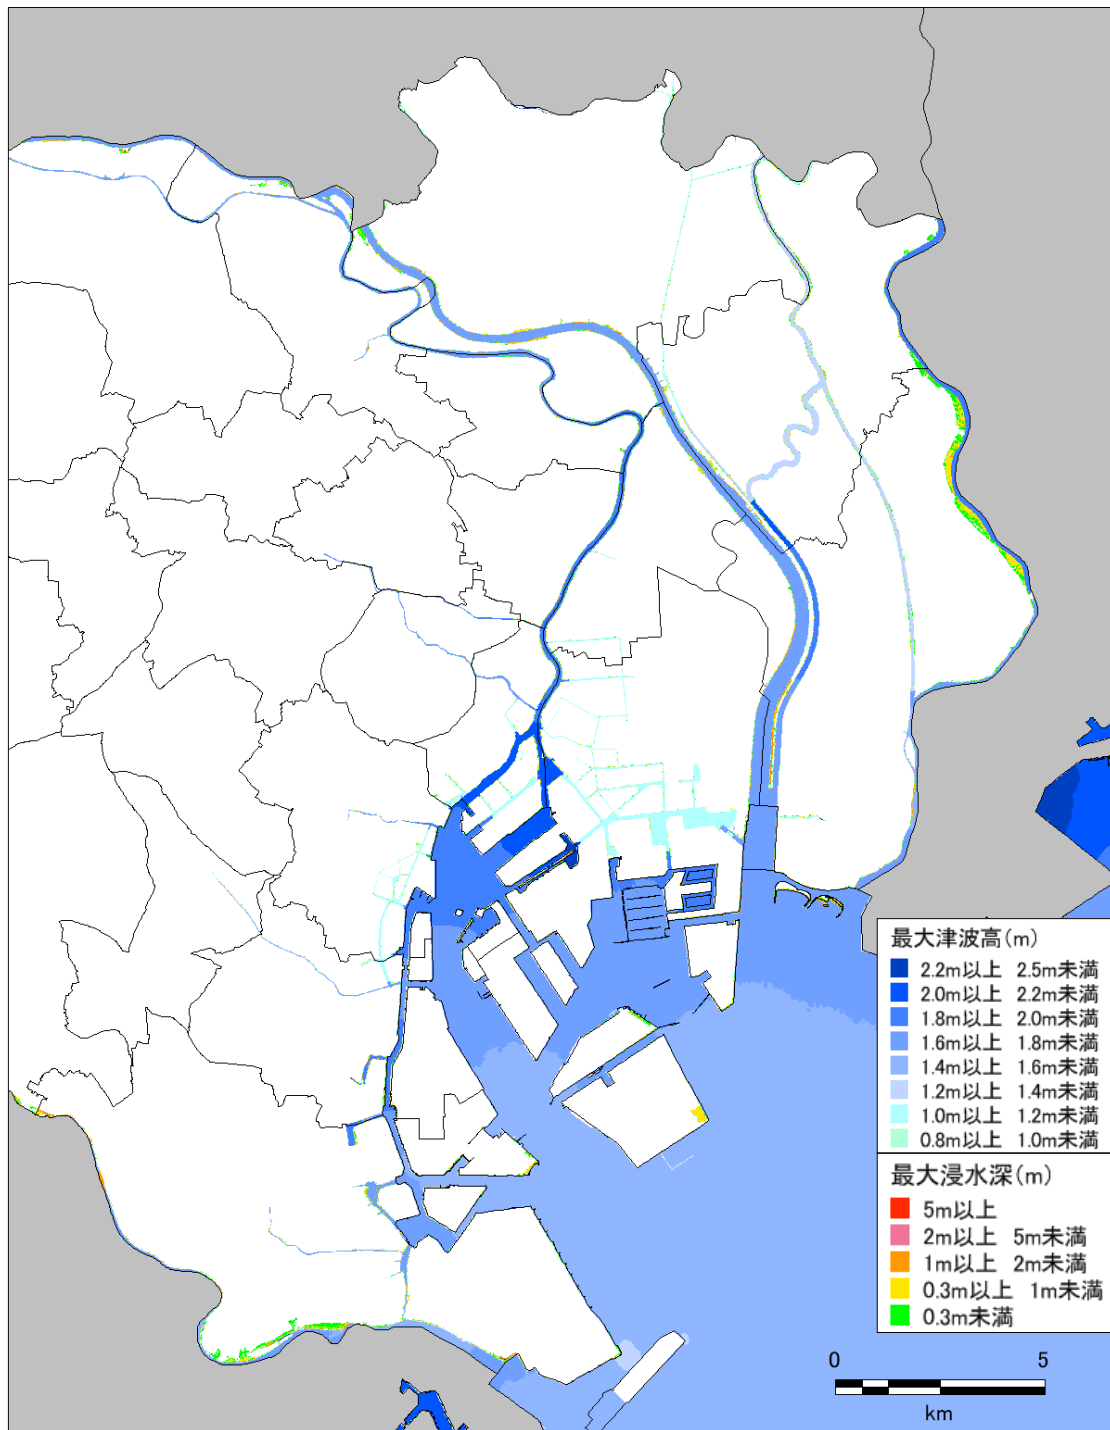 最大津波高(m)
2.2m以上 2.5m未満
2.0m以上 2.2m未満
1.8m以上 2.0m未満
1.6m以上 1.8m未満
1.4m以上 1.6m未満
1.2m以上 1.4m未満
1.0m以上 1.2m未満
0.8m以上 1.0m未満
最大浸水深(m)
5m以上
2m以上 5m未満
1m以上 2m未満
0.3m以上 1m未満
0.3m未満
0 5
km